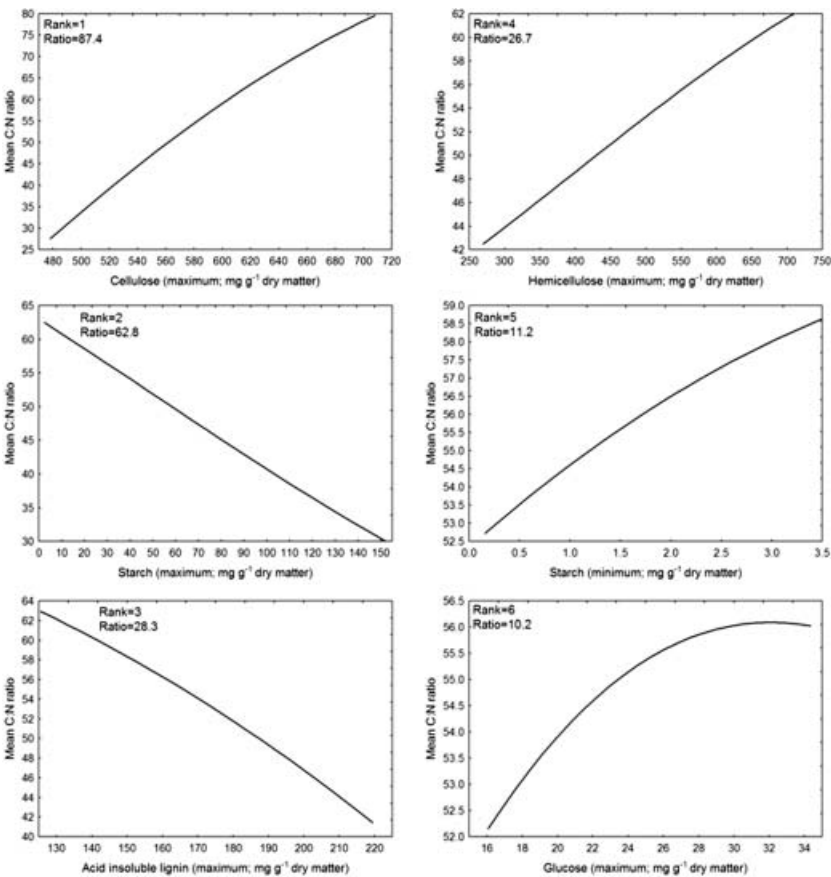 Rank=1
Ratio=87.4
80
75
70
65
60
55
50
45
40
35
30
25
Mean C:N ratio
480 500 520 540 560 580 600 620 640 660 680 700 720
Cellulose (maximum; mg g⁻¹ dry matter)
Rank=4
Ratio=26.7
62
60
58
56
54
52
50
48
46
44
42
Mean C:N ratio
250 300 350 400 450 500 550 600 650 700 750
Hemicellulose (maximum; mg g⁻¹ dry matter)
Rank=2
Ratio=62.8
65
60
55
50
45
40
35
30
Mean C:N ratio
0 10 20 30 40 50 60 70 80 90 100 110 120 130 140 150
Starch (maximum; mg g⁻¹ dry matter)
Rank=5
Ratio=11.2
59.0
58.5
58.0
57.5
57.0
56.5
56.0
55.5
55.0
54.5
54.0
53.5
53.0
52.5
Mean C:N ratio
0.0 0.5 1.0 1.5 2.0 2.5 3.0 3.5
Starch (minimum; mg g⁻¹ dry matter)
Rank=3
Ratio=28.3
64
62
60
58
56
54
52
50
48
46
44
42
40
Mean C:N ratio
130 140 150 160 170 180 190 200 210 220
Acid insoluble lignin (maximum; mg g⁻¹ dry matter)
Rank=6
Ratio=10.2
56.5
56.0
55.5
55.0
54.5
54.0
53.5
53.0
52.5
52.0
Mean C:N ratio
16 18 20 22 24 26 28 30 32 34
Glucose (maximum; mg g⁻¹ dry matter)